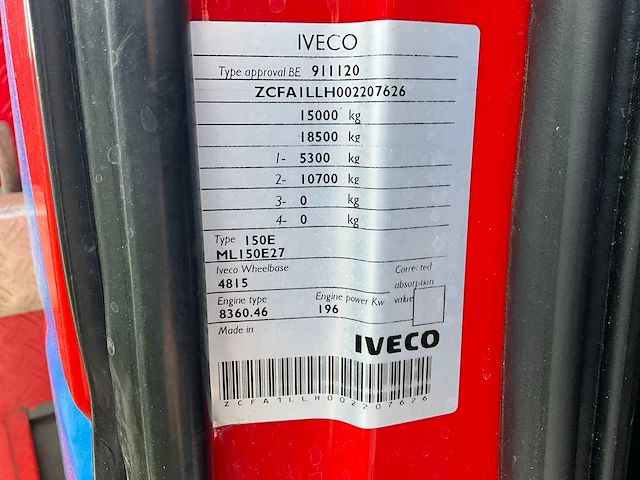 IVECO
Type approval BE 911120
ZCFA1LLH002207626
15000 kg
18500 kg
1- 5300 kg
2- 10700 kg
3- 0 kg
4- 0 kg
Type 150E
ML150E27
Iveco Wheelbase
4815
Corrected
absorption
value
Engine type
8360.46
Engine power Kw
196
Made in
IVECO
ZCFA1LLH002207626